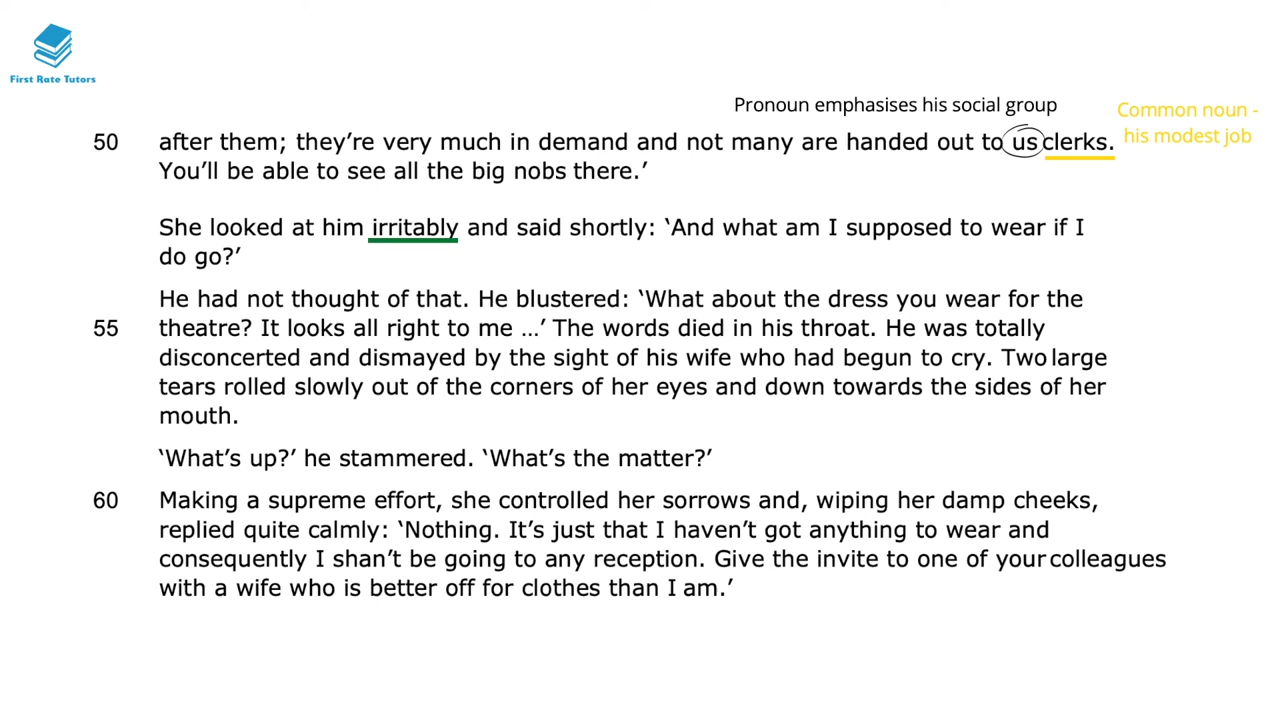 First Rate Tutors
Pronoun emphasises his social group
Common noun -
his modest job
50 after them; they’re very much in demand and not many are handed out to us clerks.
You’ll be able to see all the big nobs there.’
She looked at him irritably and said shortly: ‘And what am I supposed to wear if I
do go?’
He had not thought of that. He blustered: ‘What about the dress you wear for the
55 theatre? It looks all right to me …’ The words died in his throat. He was totally
disconcerted and dismayed by the sight of his wife who had begun to cry. Two large
tears rolled slowly out of the corners of her eyes and down towards the sides of her
mouth.
‘What’s up?’ he stammered. ‘What’s the matter?’
60 Making a supreme effort, she controlled her sorrows and, wiping her damp cheeks,
replied quite calmly: ‘Nothing. It’s just that I haven’t got anything to wear and
consequently I shan’t be going to any reception. Give the invite to one of your colleagues
with a wife who is better off for clothes than I am.’